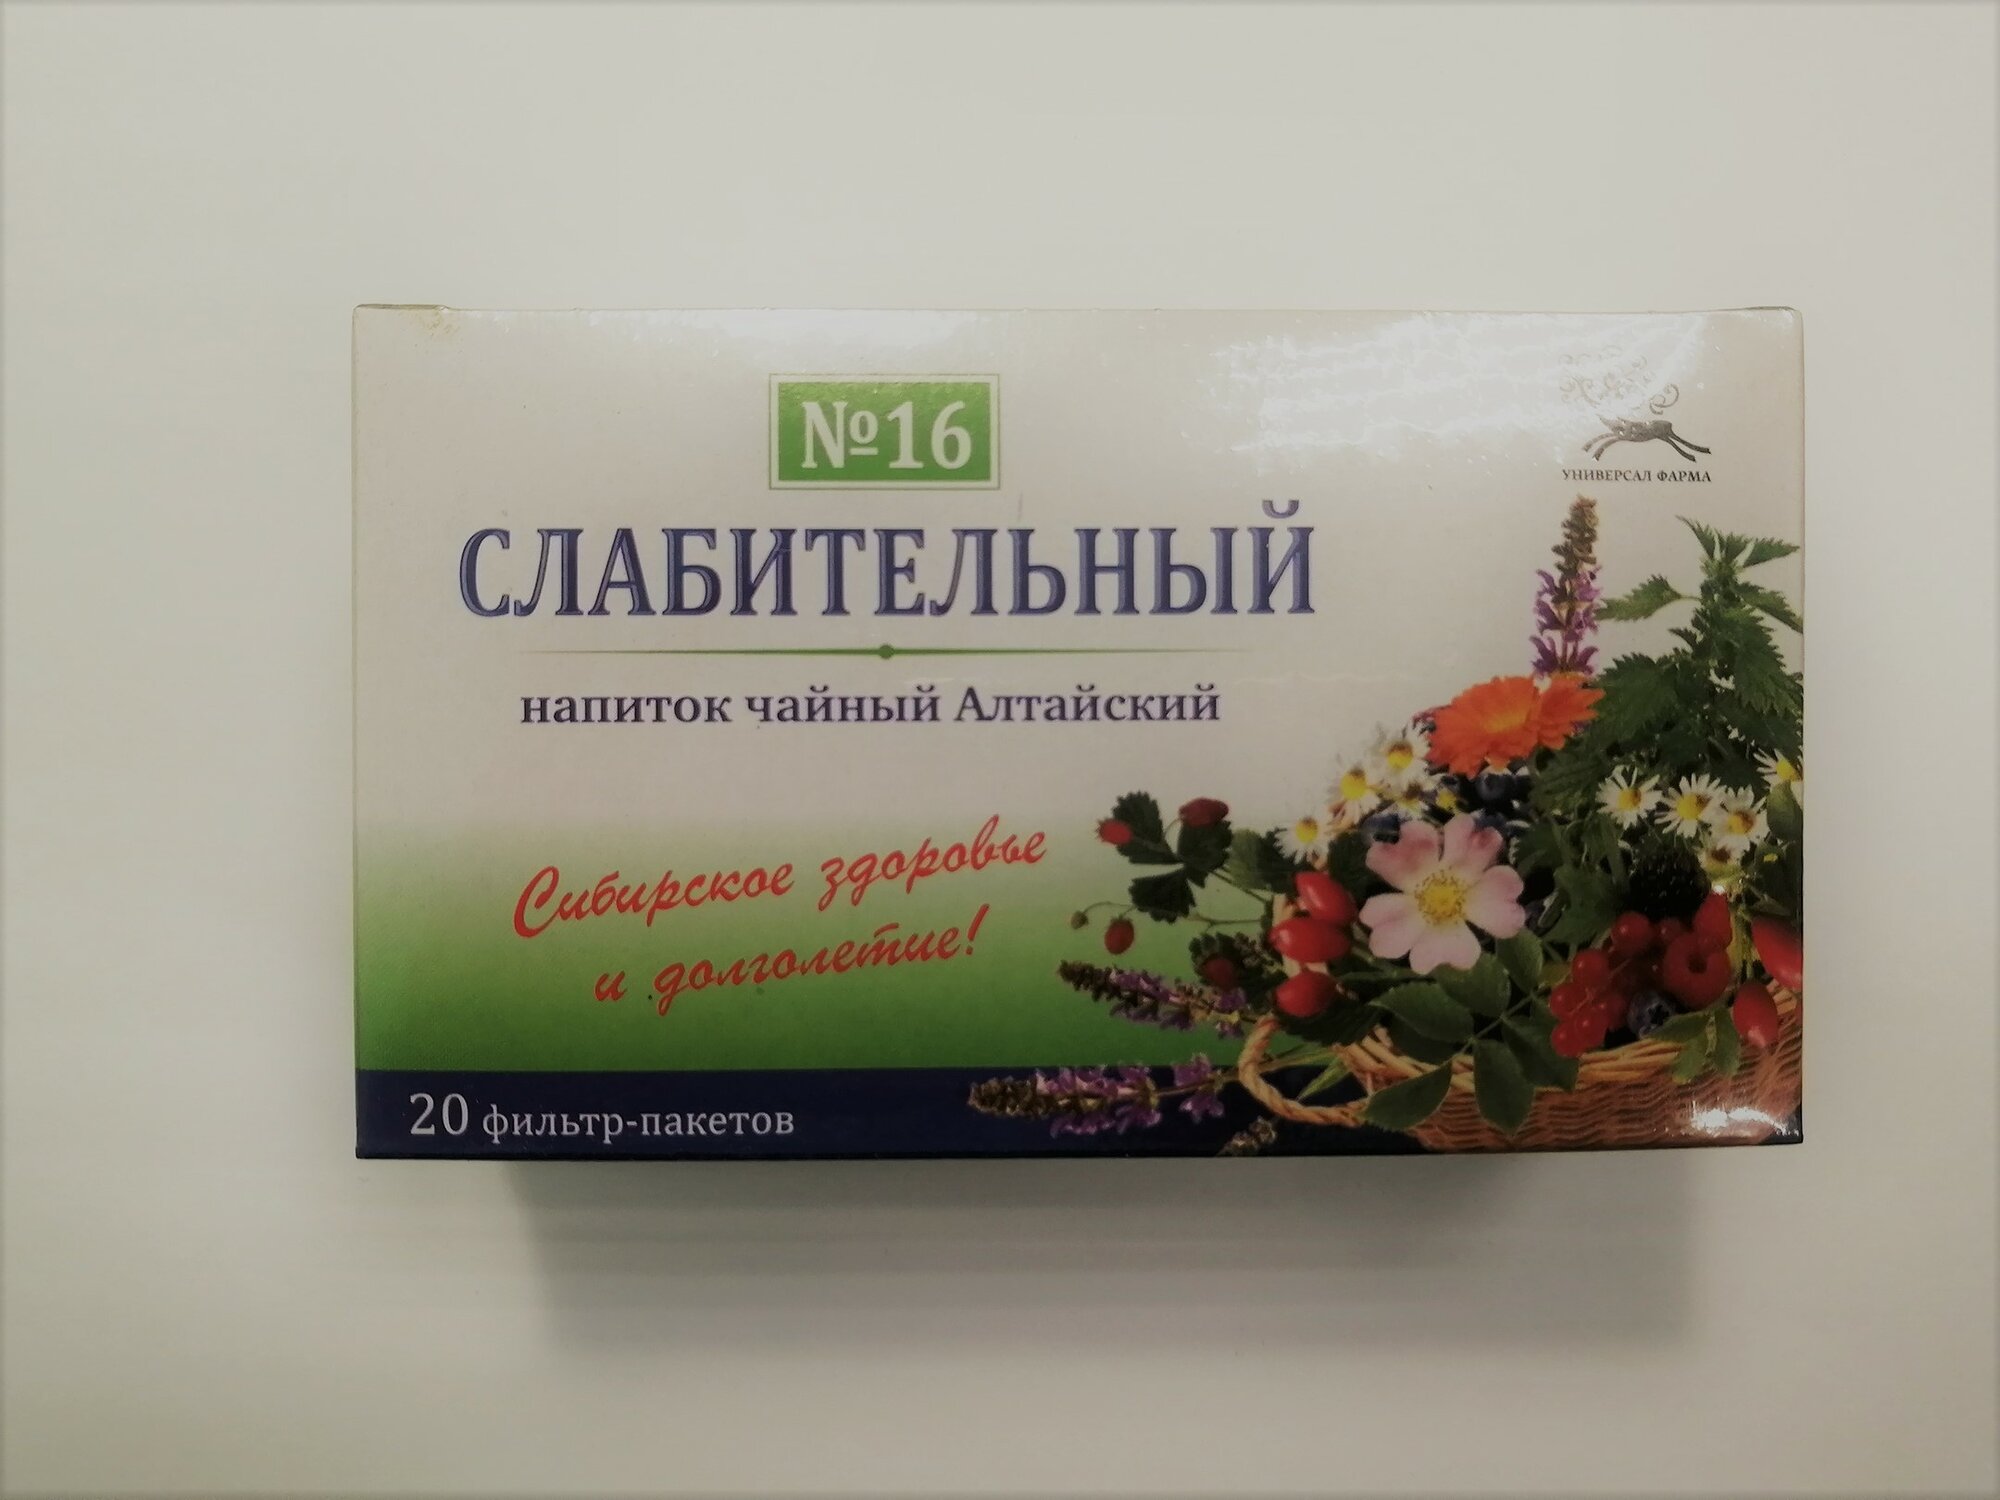 №16
УНИВЕРСАЛ ФАРМА
СЛАБИТЕЛЬНЫЙ
напиток чайный Алтайский
Сибирское здоровье
и долголетие!
20 фильтр-пакетов